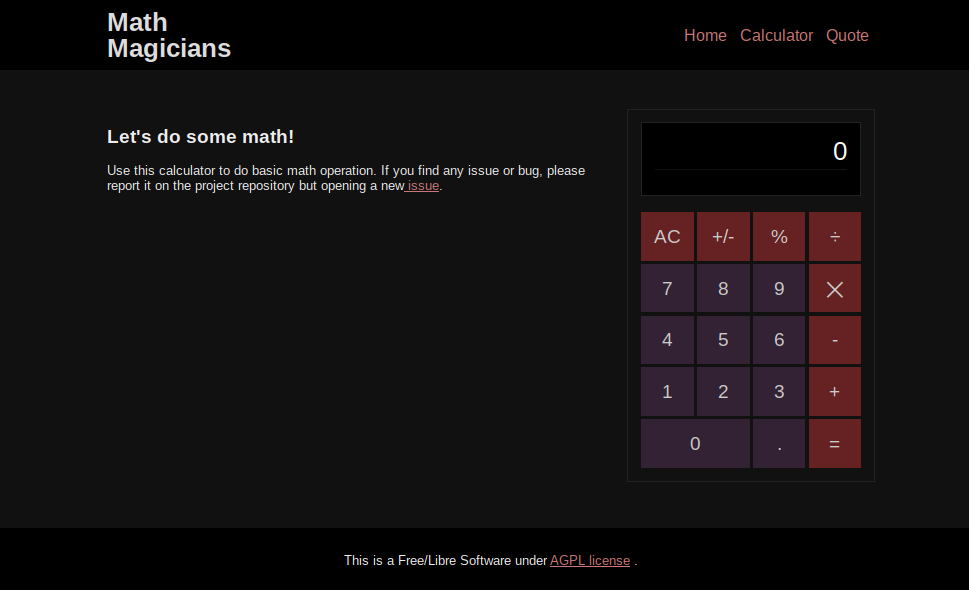 Math
Magicians
Home Calculator Quote
Let's do some math!
Use this calculator to do basic math operation. If you find any issue or bug, please
report it on the project repository but opening a new issue.
0
AC +/- % ÷
7 8 9 ×
4 5 6 -
1 2 3 +
0 . =
This is a Free/Libre Software under AGPL license .